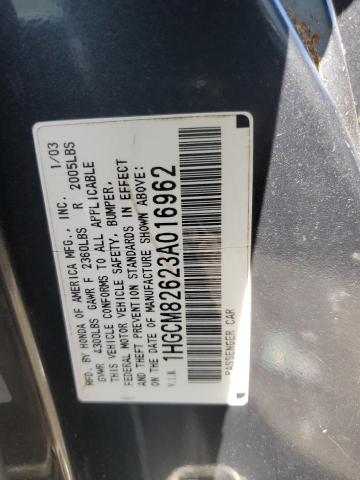 MFD. BY HONDA OF AMERICA MFG., INC. 1/03
GVWR 4300LBS GAWR F 2360LBS R 2005LBS
THIS VEHICLE CONFORMS TO ALL APPLICABLE
FEDERAL MOTOR VEHICLE SAFETY, BUMPER,
AND THEFT PREVENTION STANDARDS IN EFFECT
ON THE DATE OF MANUFACTURE SHOWN ABOVE.
1HGCM82623A016962
V.I.N. PASSENGER CAR